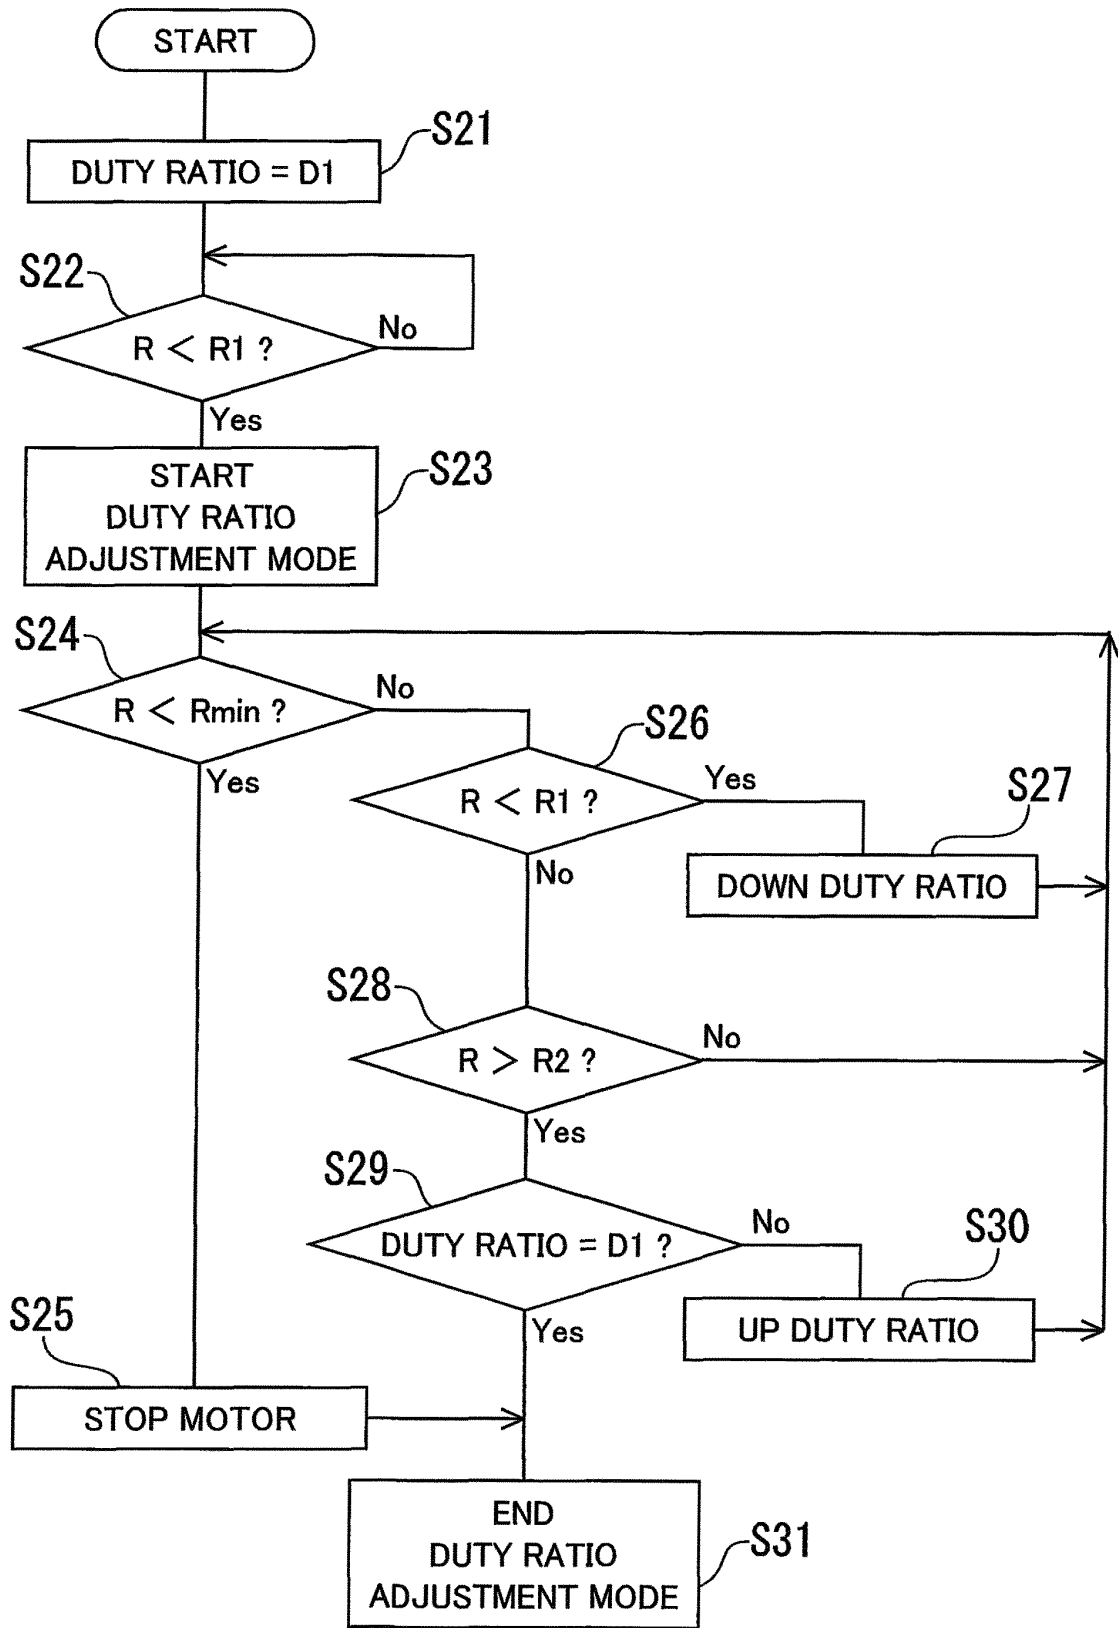 START
S21
DUTY RATIO = D1
S22
R < R1 ?
No
Yes
START
DUTY RATIO
ADJUSTMENT MODE
S23
S24
R < Rmin ?
No
Yes
S26
R < R1 ?
Yes
No
S27
DOWN DUTY RATIO
S28
R > R2 ?
No
Yes
S29
DUTY RATIO = D1 ?
No
Yes
S30
UP DUTY RATIO
S25
STOP MOTOR
END
DUTY RATIO
ADJUSTMENT MODE
S31